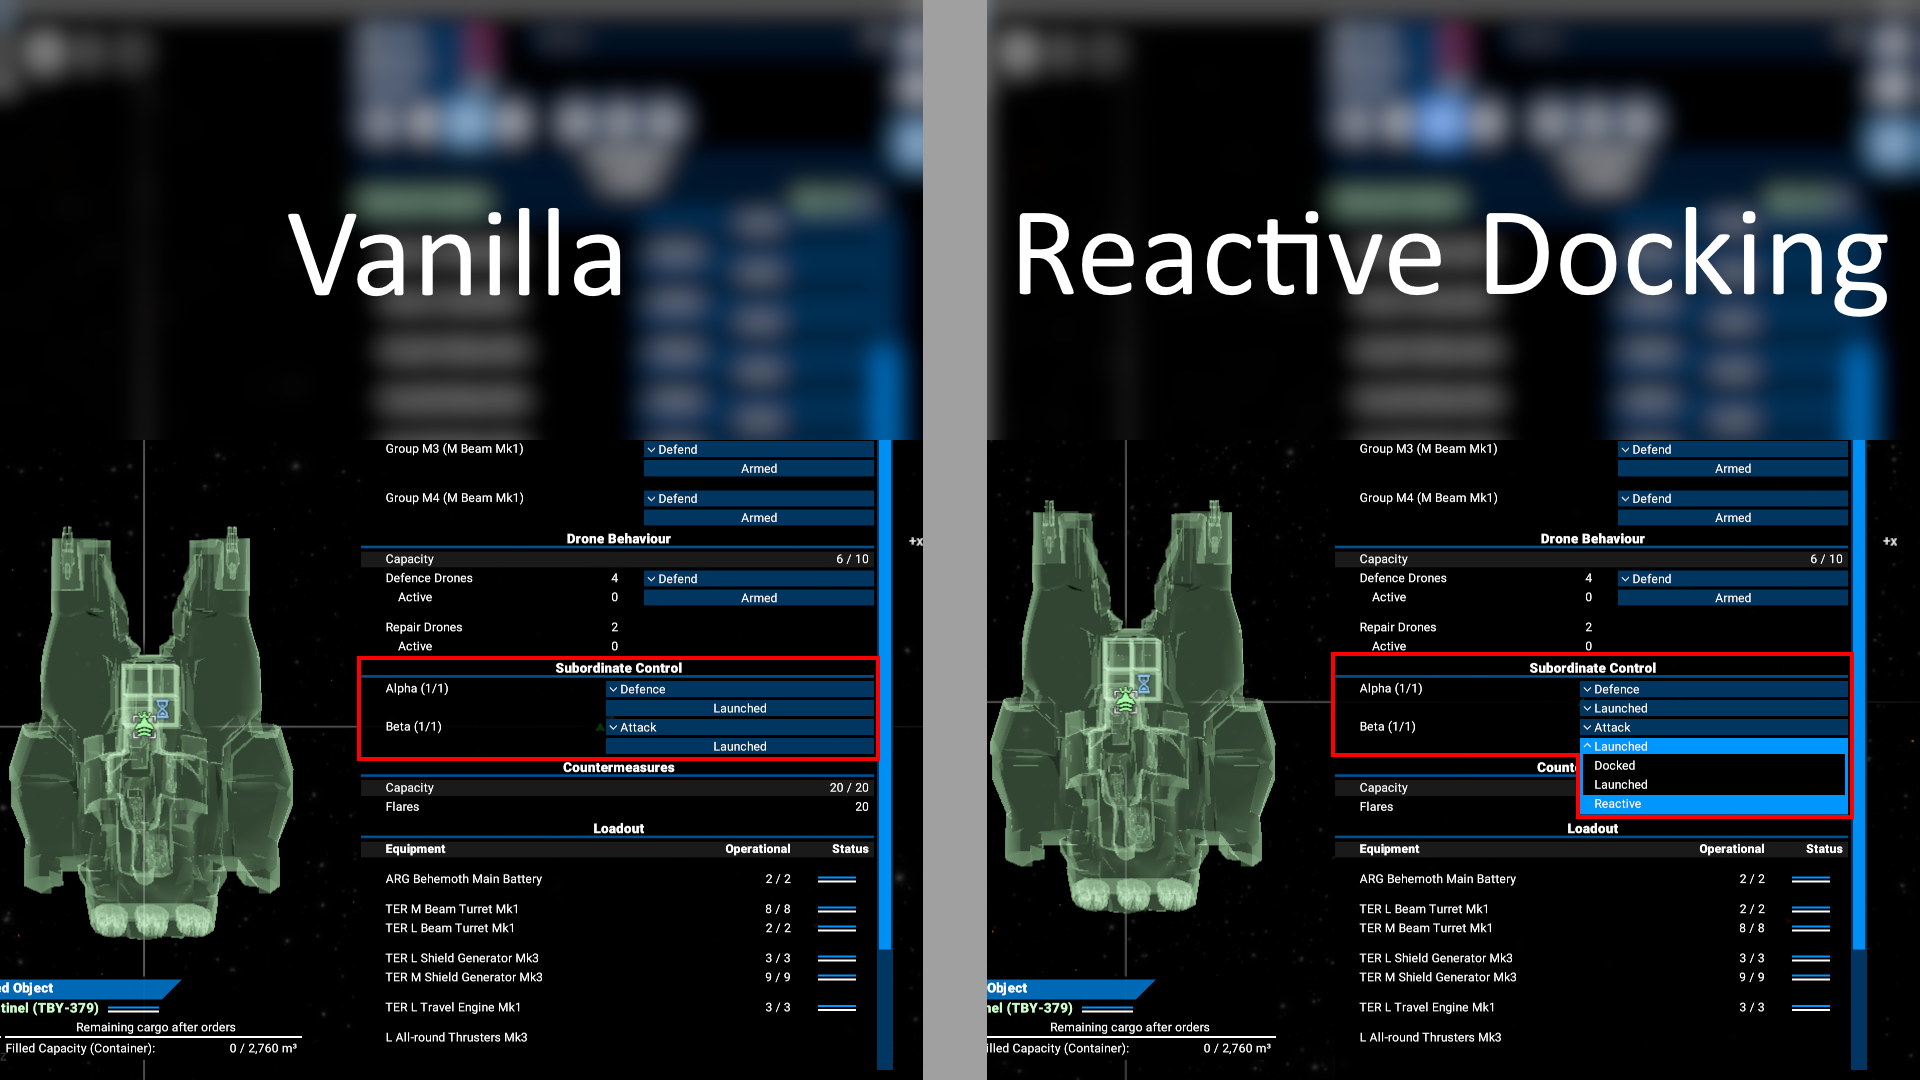 Vanilla
Group M3 (M Beam Mk1)
Defend
Armed
Group M4 (M Beam Mk1)
Defend
Armed
Drone Behaviour
Capacity 6 / 10
Defence Drones 4 Defend
Active 0 Armed
Repair Drones 2
Active 0
Subordinate Control
Alpha (1/1) Defence
Launched
Beta (1/1) Attack
Launched
Countermeasures
Capacity 20 / 20
Flares 20
Loadout
Equipment Operational Status
ARG Behemoth Main Battery 2 / 2
TER M Beam Turret Mk1 8 / 8
TER L Beam Turret Mk1 2 / 2
TER L Shield Generator Mk3 3 / 3
TER M Shield Generator Mk3 9 / 9
TER L Travel Engine Mk1 3 / 3
L All-round Thrusters Mk3
+x
ed Object
tinel (TBY-379)
Remaining cargo after orders
Filled Capacity (Container): 0 / 2,760 m³
Reactive Docking
Group M3 (M Beam Mk1)
Defend
Armed
Group M4 (M Beam Mk1)
Defend
Armed
Drone Behaviour
Capacity 6 / 10
Defence Drones 4 Defend
Active 0 Armed
Repair Drones 2
Active 0
Subordinate Control
Alpha (1/1) Defence
Launched
Beta (1/1) Attack
Launched
Docked
Launched
Reactive
Count
Capacity
Flares
Loadout
Equipment Operational Status
ARG Behemoth Main Battery 2 / 2
TER L Beam Turret Mk1 2 / 2
TER M Beam Turret Mk1 8 / 8
TER L Shield Generator Mk3 3 / 3
TER M Shield Generator Mk3 9 / 9
TER L Travel Engine Mk1 3 / 3
L All-round Thrusters Mk3
+x
Object
nel (TBY-379)
Remaining cargo after orders
illed Capacity (Container): 0 / 2,760 m³